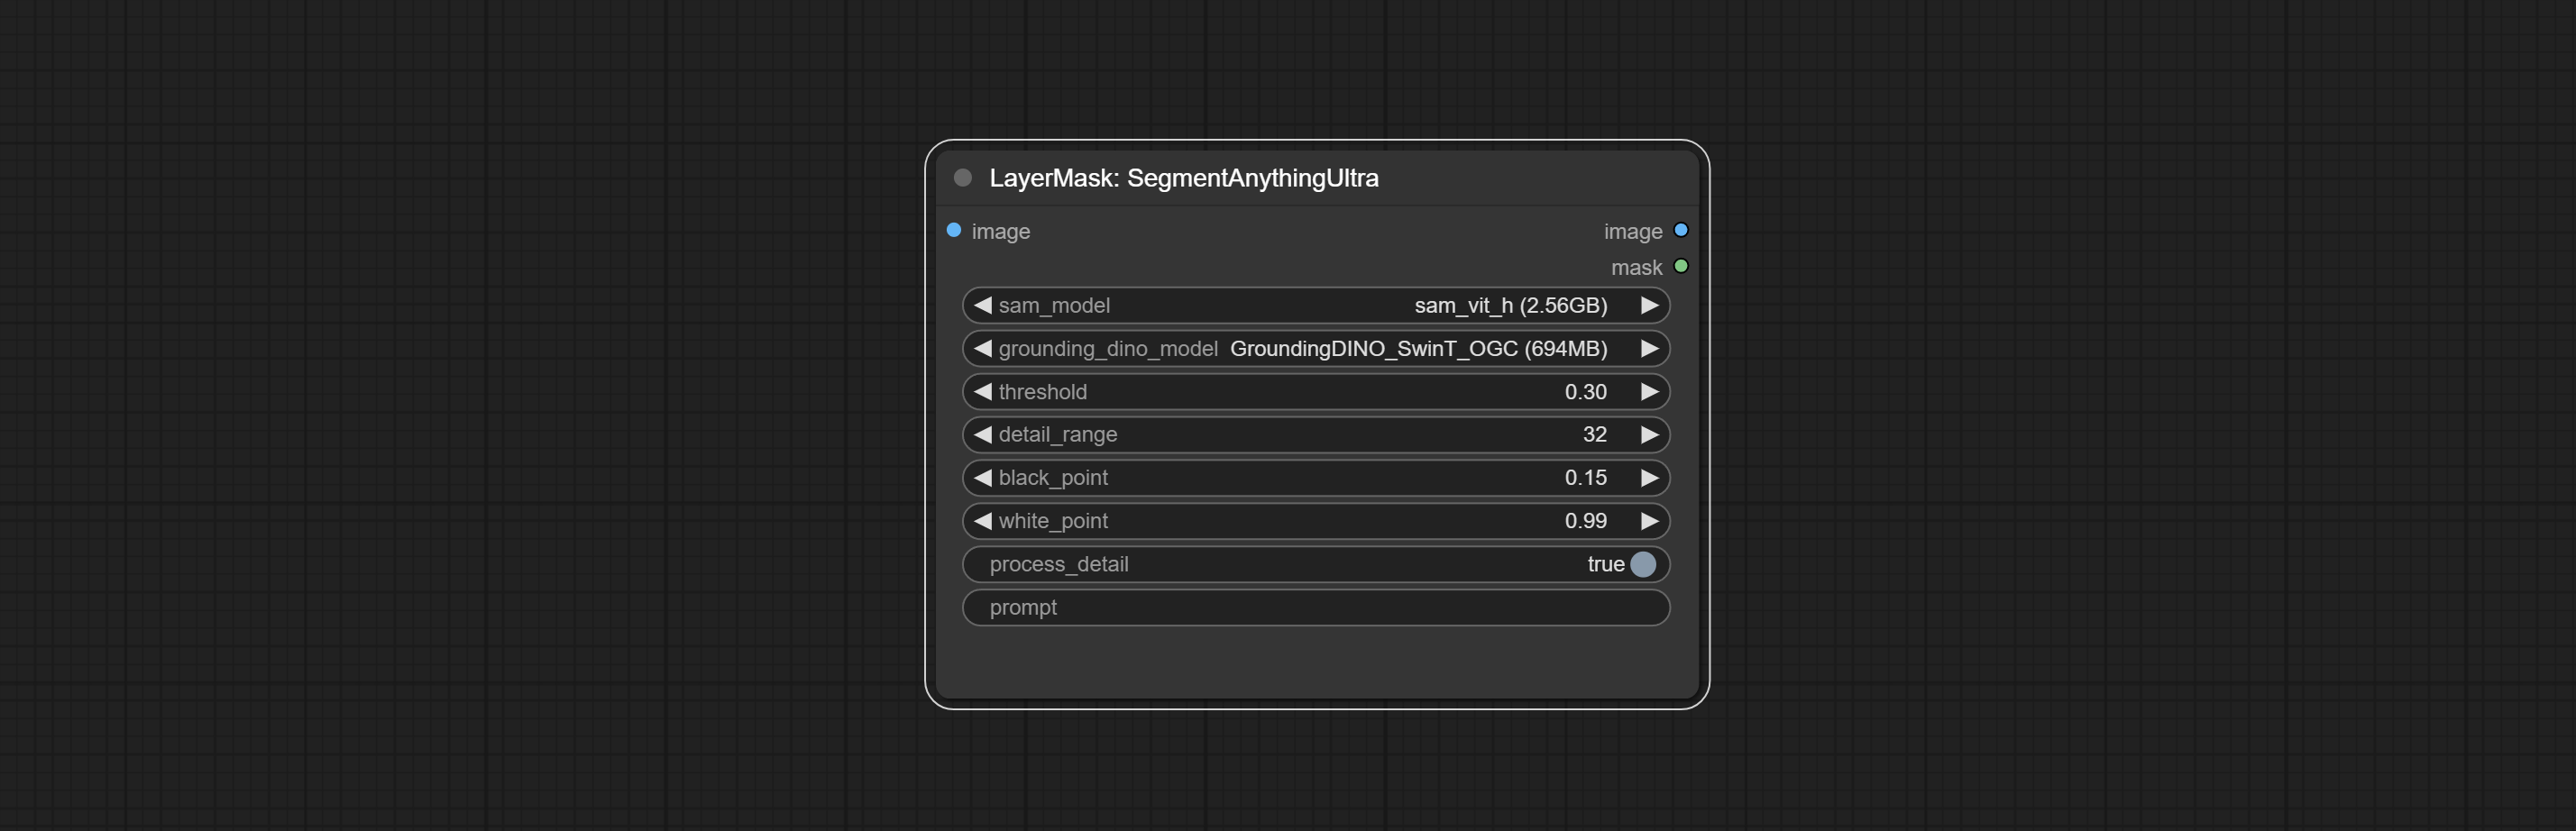 LayerMask: SegmentAnythingUltra
image image
mask
sam_model sam_vit_h (2.56GB)
grounding_dino_model GroundingDINO_SwinT_OGC (694MB)
threshold 0.30
detail_range 32
black_point 0.15
white_point 0.99
process_detail true
prompt